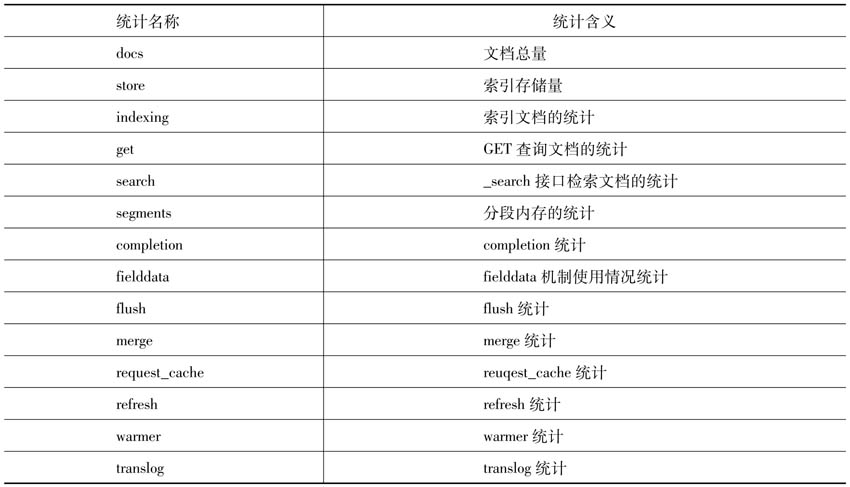 统计名称 统计含义
docs 文档总量
store 索引存储量
indexing 索引文档的统计
get GET 查询文档的统计
search _search 接口检索文档的统计
segments 分段内存的统计
completion completion 统计
fielddata fielddata 机制使用情况统计
flush flush 统计
merge merge 统计
request_cache reuqest_cache 统计
refresh refresh 统计
warmer warmer 统计
translog translog 统计